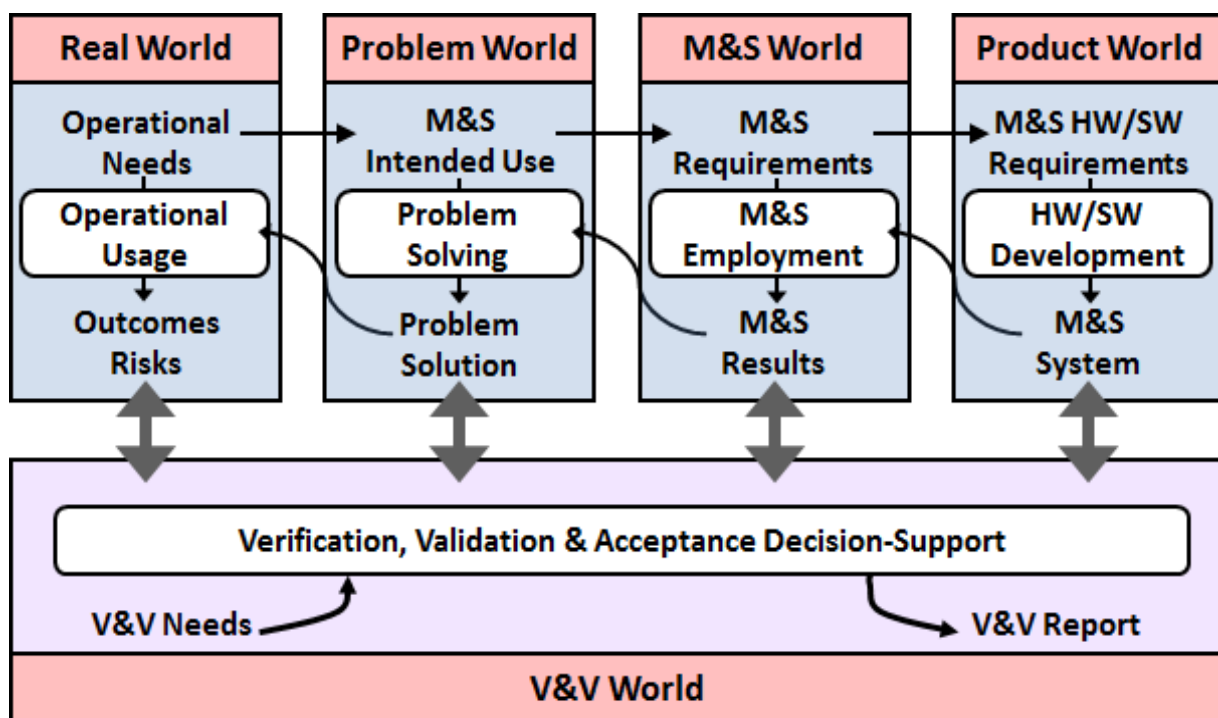 Real World
Operational
Needs
Operational
Usage
Outcomes
Risks
Problem World
M&S
Intended Use
Problem
Solving
Problem
Solution
M&S World
M&S
Requirements
M&S
Employment
M&S
Results
Product World
M&S HW/SW
Requirements
HW/SW
Development
M&S
System
Verification, Validation & Acceptance Decision-Support
V&V Needs
V&V Report
V&V World